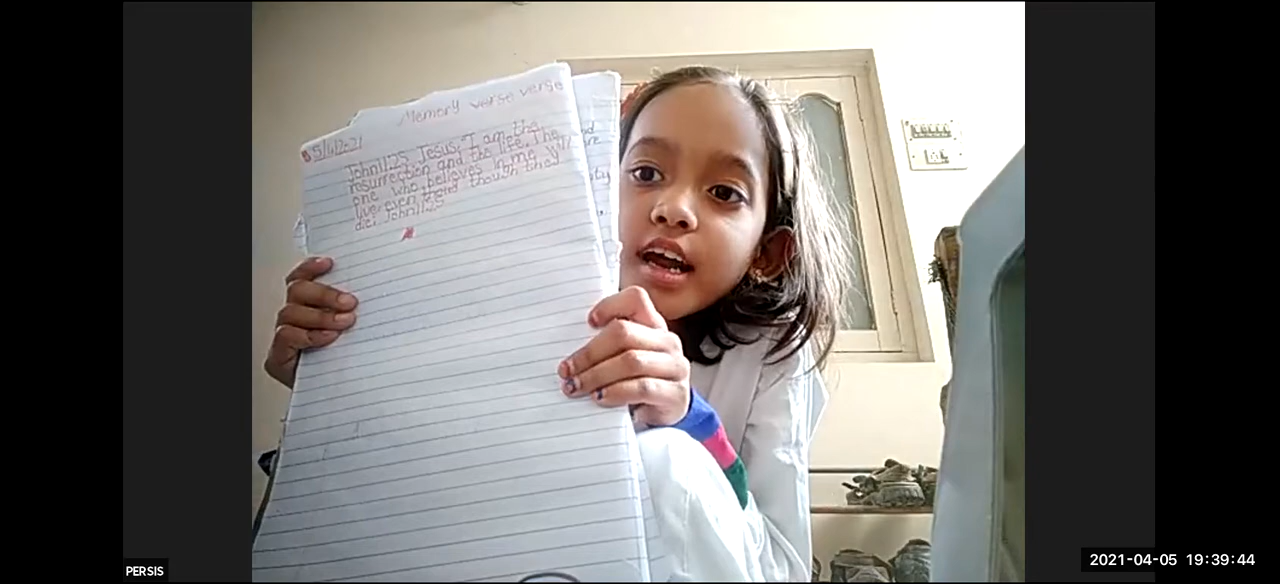 Memory verse verse
5/4/2021
John11:25 Jesus, "I am the
resurrection and the life. The
one who believes in me will
live, even though they
die. John11:25
PERSIS
2021-04-05 19:39:44